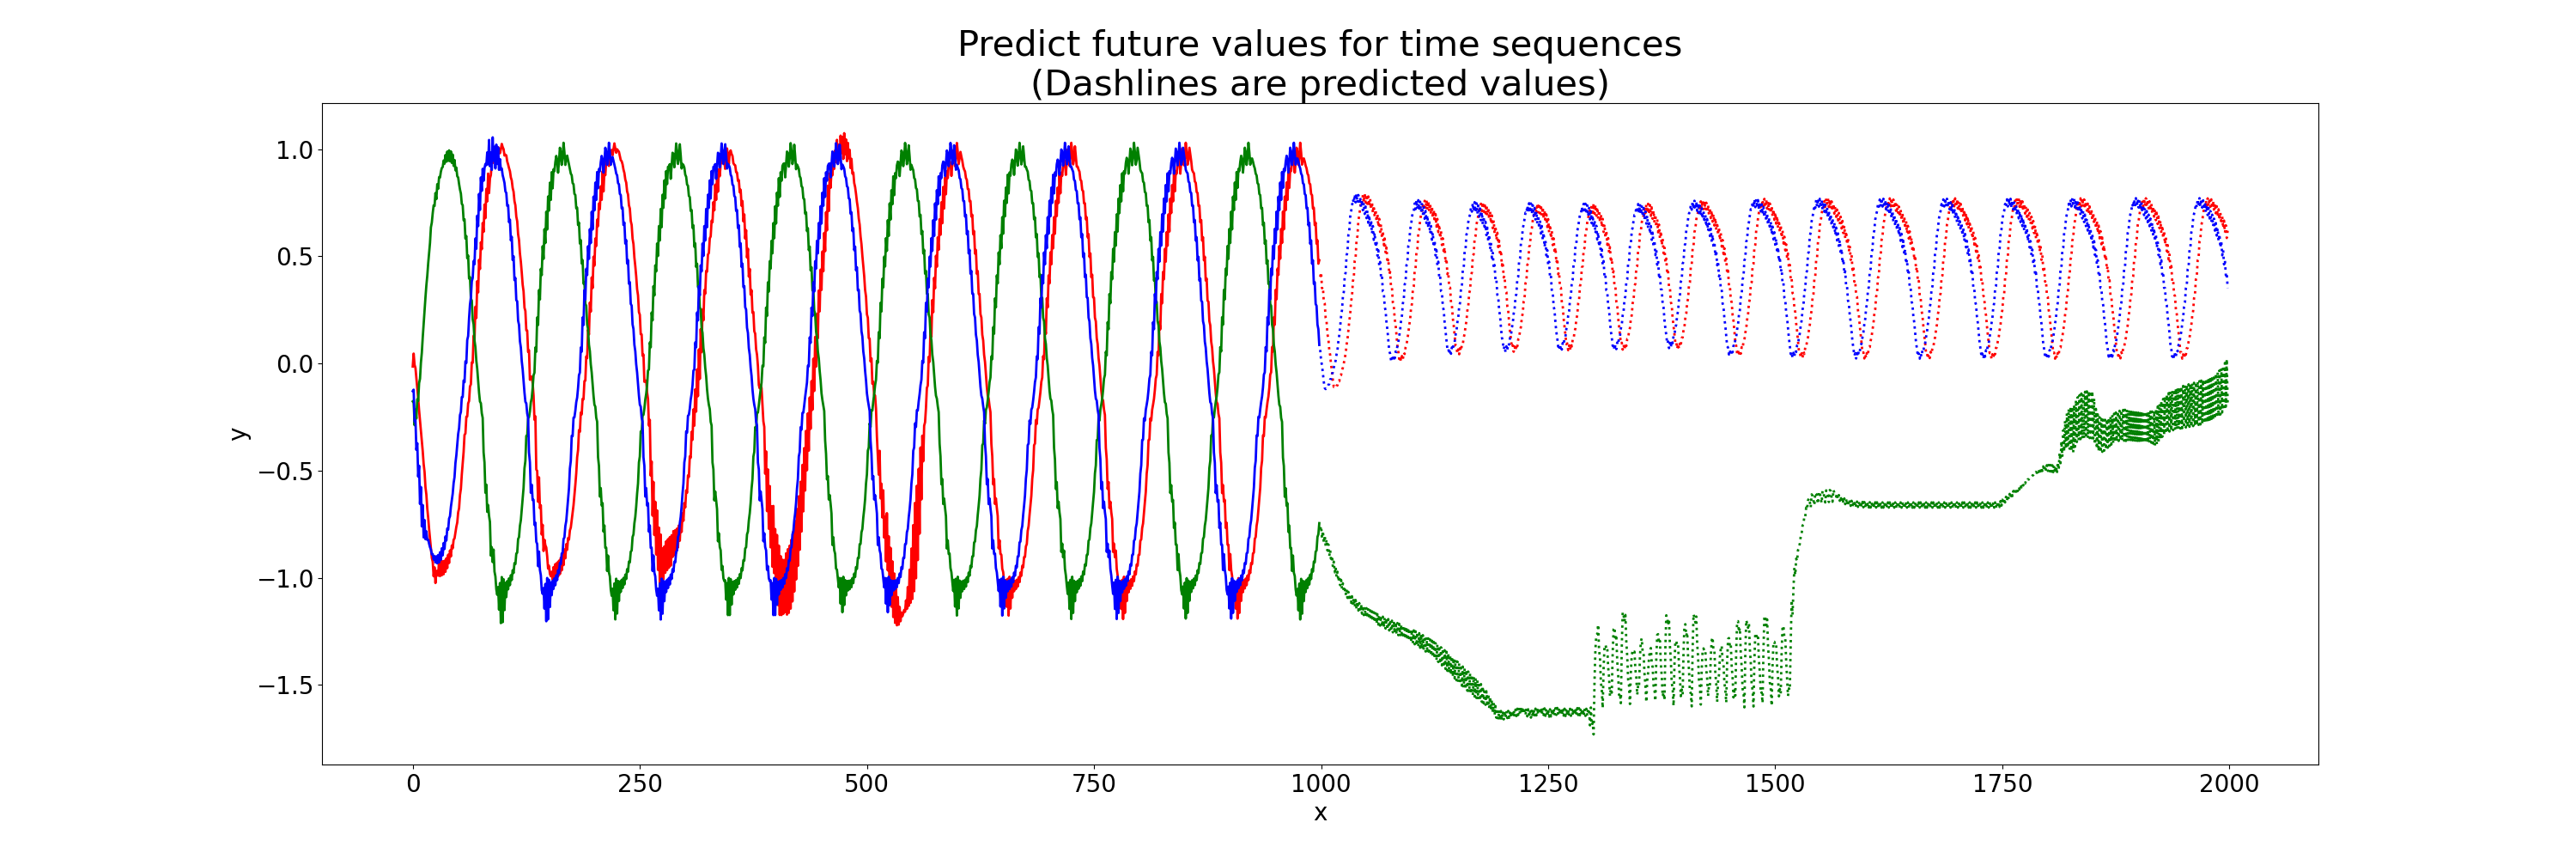 Predict future values for time sequences
(Dashlines are predicted values)
1.0
0.5
0.0
−0.5
−1.0
−1.5
y
0 250 500 750 1000 1250 1500 1750 2000
x